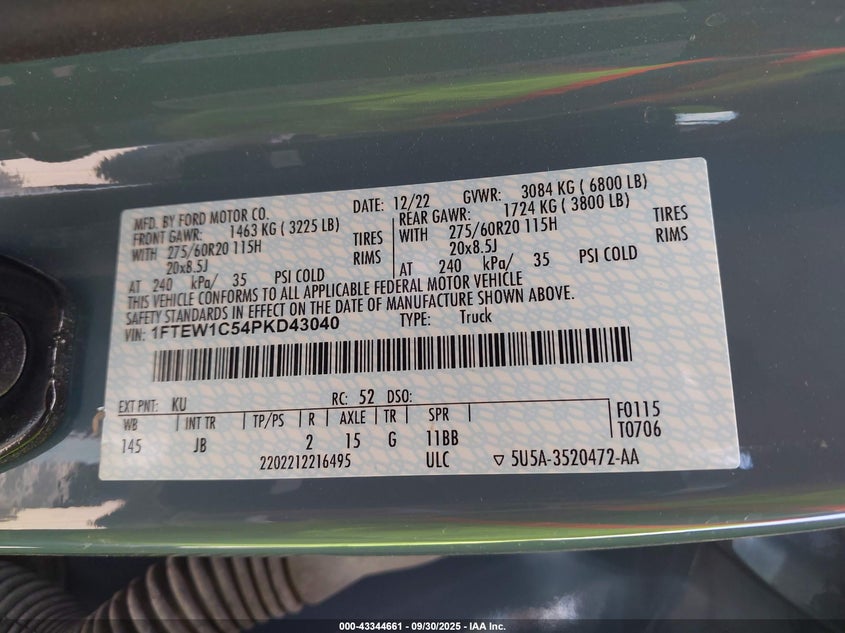 MFD. BY FORD MOTOR CO. DATE: 12/22 GVWR: 3084 KG ( 6800 LB)
FRONT GAWR: 1463 KG ( 3225 LB) REAR GAWR: 1724 KG ( 3800 LB)
WITH 275/60R20 115H TIRES WITH 275/60R20 115H TIRES
20x8.5J RIMS 20x8.5J RIMS
AT 240 kPa/ 35 PSI COLD AT 240 kPa/ 35 PSI COLD
THIS VEHICLE CONFORMS TO ALL APPLICABLE FEDERAL MOTOR VEHICLE
SAFETY STANDARDS IN EFFECT ON THE DATE OF MANUFACTURE SHOWN ABOVE.
VIN: 1FTEW1C54PKD43040 TYPE: Truck
EXT PNT: KU RC: 52 DSO:
WB INT TR TP/PS R AXLE TR SPR F0115
145 JB 2 15 G 11BB T0706
2202212216495 ULC ▽ 5U5A-3520472-AA
000-43344661 - 09/30/2025 - IAA Inc.